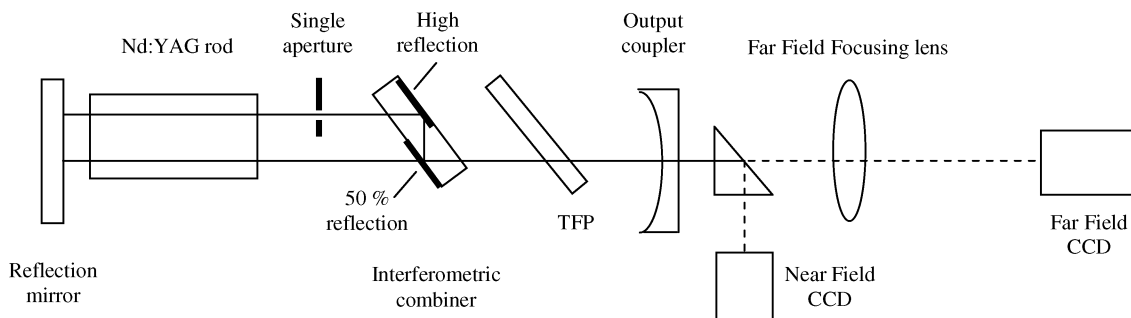 Nd:YAG rod
Single
aperture
High
reflection
Output
coupler
Far Field Focusing lens
50 %
reflection
TFP
Reflection
mirror
Interferometric
combiner
Near Field
CCD
Far Field
CCD